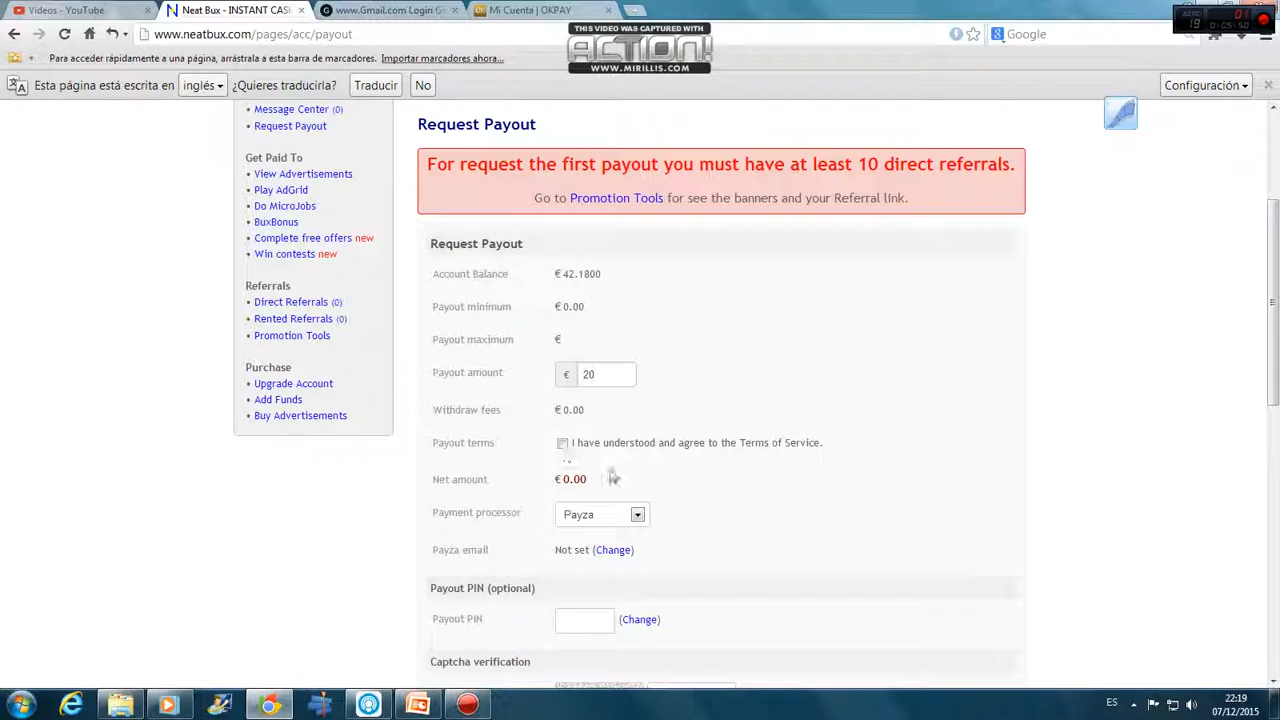 Videos - YouTube
Neat Bux - INSTANT CASH
www.Gmail.com Login G
Mi Cuenta | OKPAY
www.neatbux.com/pages/acc/payout
Google
THIS VIDEO WAS CAPTURED WITH
ACTION!
WWW.MIRILLIS.COM
01
19
0:05:50
Para acceder rápidamente a una página, arrástrala a esta barra de marcadores. Importar marcadores ahora...
Esta página está escrita en inglés ¿Quieres traducirla? Traducir No Configuración
Message Center (0)
Request Payout
Get Paid To
View Advertisements
Play AdGrid
Do MicroJobs
BuxBonus
Complete free offers new
Win contests new
Referrals
Direct Referrals (0)
Rented Referrals (0)
Promotion Tools
Purchase
Upgrade Account
Add Funds
Buy Advertisements
Request Payout
For request the first payout you must have at least 10 direct referrals.
Go to Promotion Tools for see the banners and your Referral link.
Request Payout
Account Balance € 42.1800
Payout minimum € 0.00
Payout maximum €
Payout amount € 20
Withdraw fees € 0.00
Payout terms I have understood and agree to the Terms of Service.
Net amount € 0.00
Payment processor Payza
Payza email Not set (Change)
Payout PIN (optional)
Payout PIN (Change)
Captcha verification
ES
22:19
07/12/2015